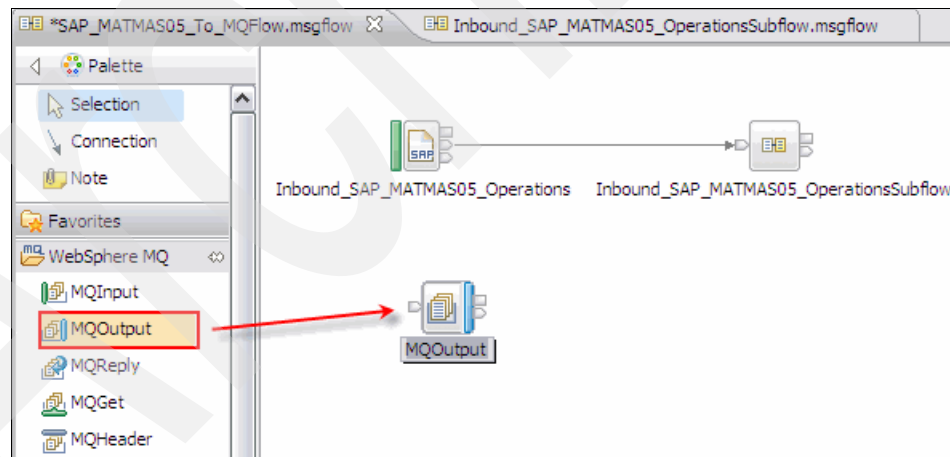 *SAP_MATMAS05_To_MQFlow.msgflow
Inbound_SAP_MATMAS05_OperationsSubflow.msgflow
Palette
Selection
Connection
Note
Favorites
WebSphere MQ
MQInput
MQOutput
MQReply
MQGet
MQHeader
SAP
Inbound_SAP_MATMAS05_Operations
Inbound_SAP_MATMAS05_OperationsSubflow
MQOutput